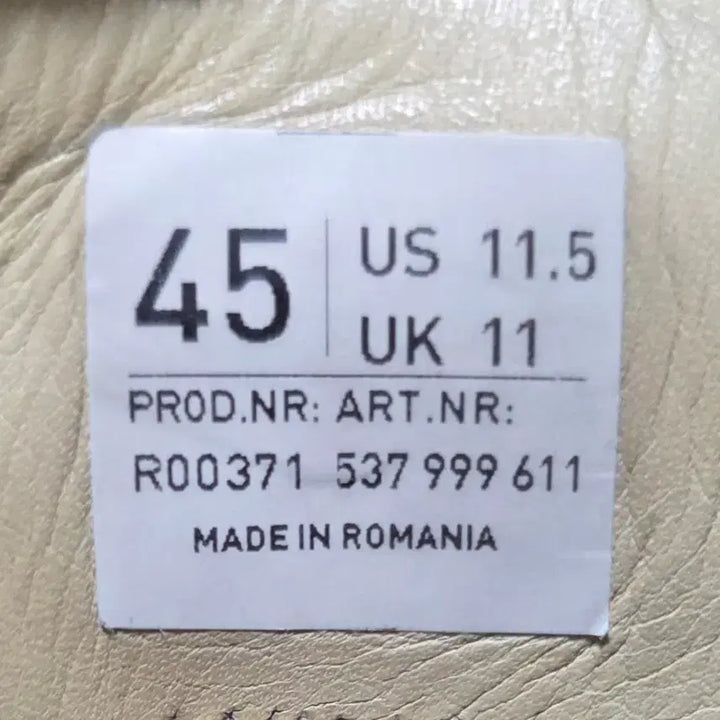 45
US 11.5
UK 11
PROD.NR: ART.NR:
R00371 537 999 611
MADE IN ROMANIA